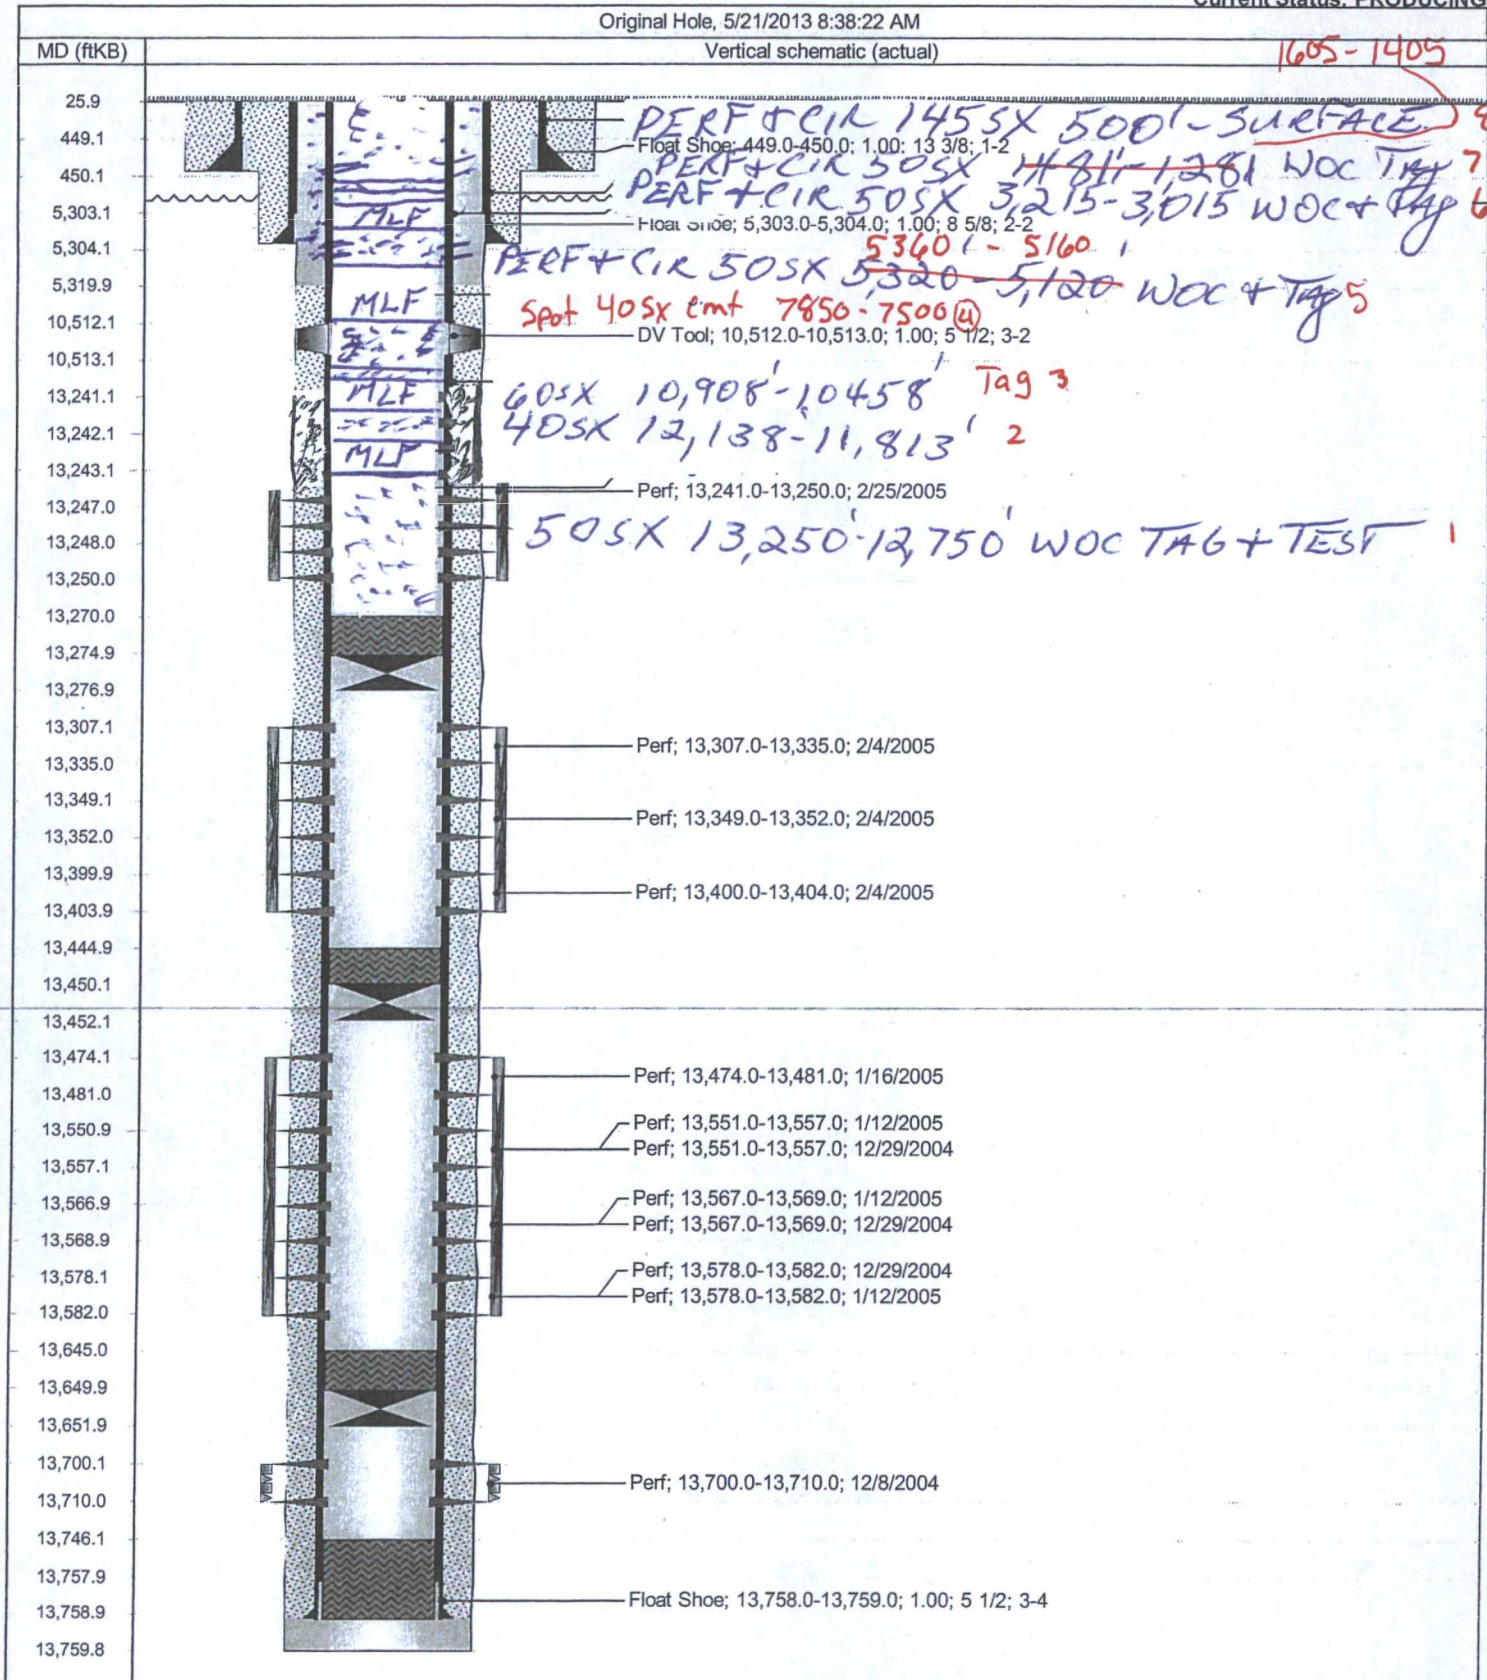 Current Status: PRODUCING
Original Hole, 5/21/2013 8:38:22 AM
MD (ftKB)
Vertical schematic (actual)
1605-1405
25.9
PERF & CIR 145SX 500'-SURFACE 8
449.1
Float Shoe; 449.0-450.0; 1.00; 13 3/8; 1-2
450.1
PERF + CIR 50SX 1,281 WOC Tag 7
PERF + CIR 50SX 3,215-3,015 WOC + TAG 6
5,303.1
MLF
Float Shoe; 5,303.0-5,304.0; 1.00; 8 5/8; 2-2
5360' - 5160'
5,304.1
PERF + CIR 50SX 5,320-5,120 WOC + Tag 5
5,319.9
MLF
Spot 40 sx cmt 7850-7500 4
10,512.1
DV Tool; 10,512.0-10,513.0; 1.00; 5 1/2; 3-2
10,513.1
MLF
60SX 10,908'-10458' Tag 3
13,241.1
40SX 12,138-11,813' 2
13,242.1
MLF
13,243.1
Perf; 13,241.0-13,250.0; 2/25/2005
13,247.0
50SX 13,250'-12,750' WOC TAG + TEST 1
13,248.0
13,250.0
13,270.0
13,274.9
13,276.9
13,307.1
Perf; 13,307.0-13,335.0; 2/4/2005
13,335.0
13,349.1
Perf; 13,349.0-13,352.0; 2/4/2005
13,352.0
13,399.9
Perf; 13,400.0-13,404.0; 2/4/2005
13,403.9
13,444.9
13,450.1
13,452.1
13,474.1
Perf; 13,474.0-13,481.0; 1/16/2005
13,481.0
Perf; 13,551.0-13,557.0; 1/12/2005
13,550.9
Perf; 13,551.0-13,557.0; 12/29/2004
13,557.1
Perf; 13,567.0-13,569.0; 1/12/2005
13,566.9
Perf; 13,567.0-13,569.0; 12/29/2004
13,568.9
Perf; 13,578.0-13,582.0; 12/29/2004
13,578.1
Perf; 13,578.0-13,582.0; 1/12/2005
13,582.0
13,645.0
13,649.9
13,651.9
13,700.1
Perf; 13,700.0-13,710.0; 12/8/2004
13,710.0
13,746.1
13,757.9
Float Shoe; 13,758.0-13,759.0; 1.00; 5 1/2; 3-4
13,758.9
13,759.8